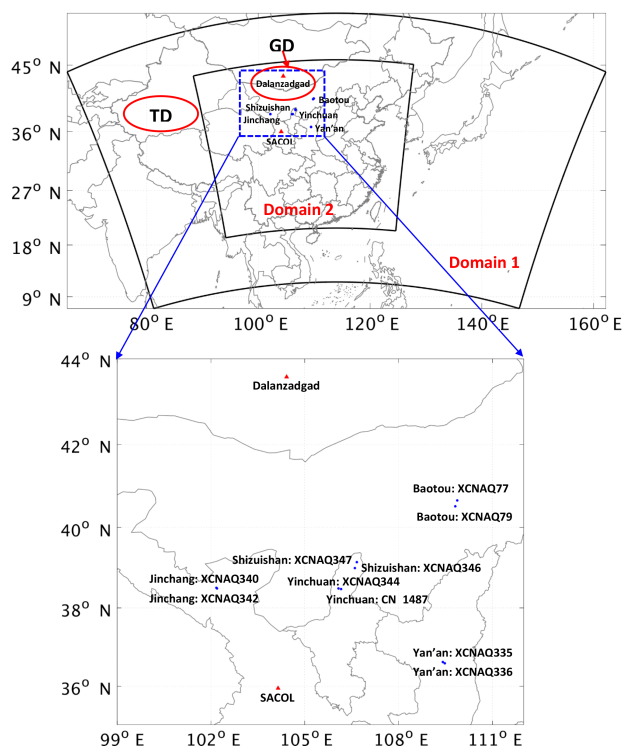 GD
45° N
Dalanzadgad
Baotou
TD
Shizuishan
Yinchuan
Jinchang
Yan'an
36° N
SACOL
27° N
Domain 2
18° N
Domain 1
9° N
80° E
100° E
120° E
140° E
160° E
44° N
Dalanzadgad
42° N
Baotou: XCNAQ77
Baotou: XCNAQ79
40° N
Shizuishan: XCNAQ347
Shizuishan: XCNAQ346
Jinchang: XCNAQ340
Yinchuan: XCNAQ344
Jinchang: XCNAQ342
Yinchuan: CN 1487
38° N
Yan'an: XCNAQ335
Yan'an: XCNAQ336
36° N
SACOL
99° E
102° E
105° E
108° E
111° E